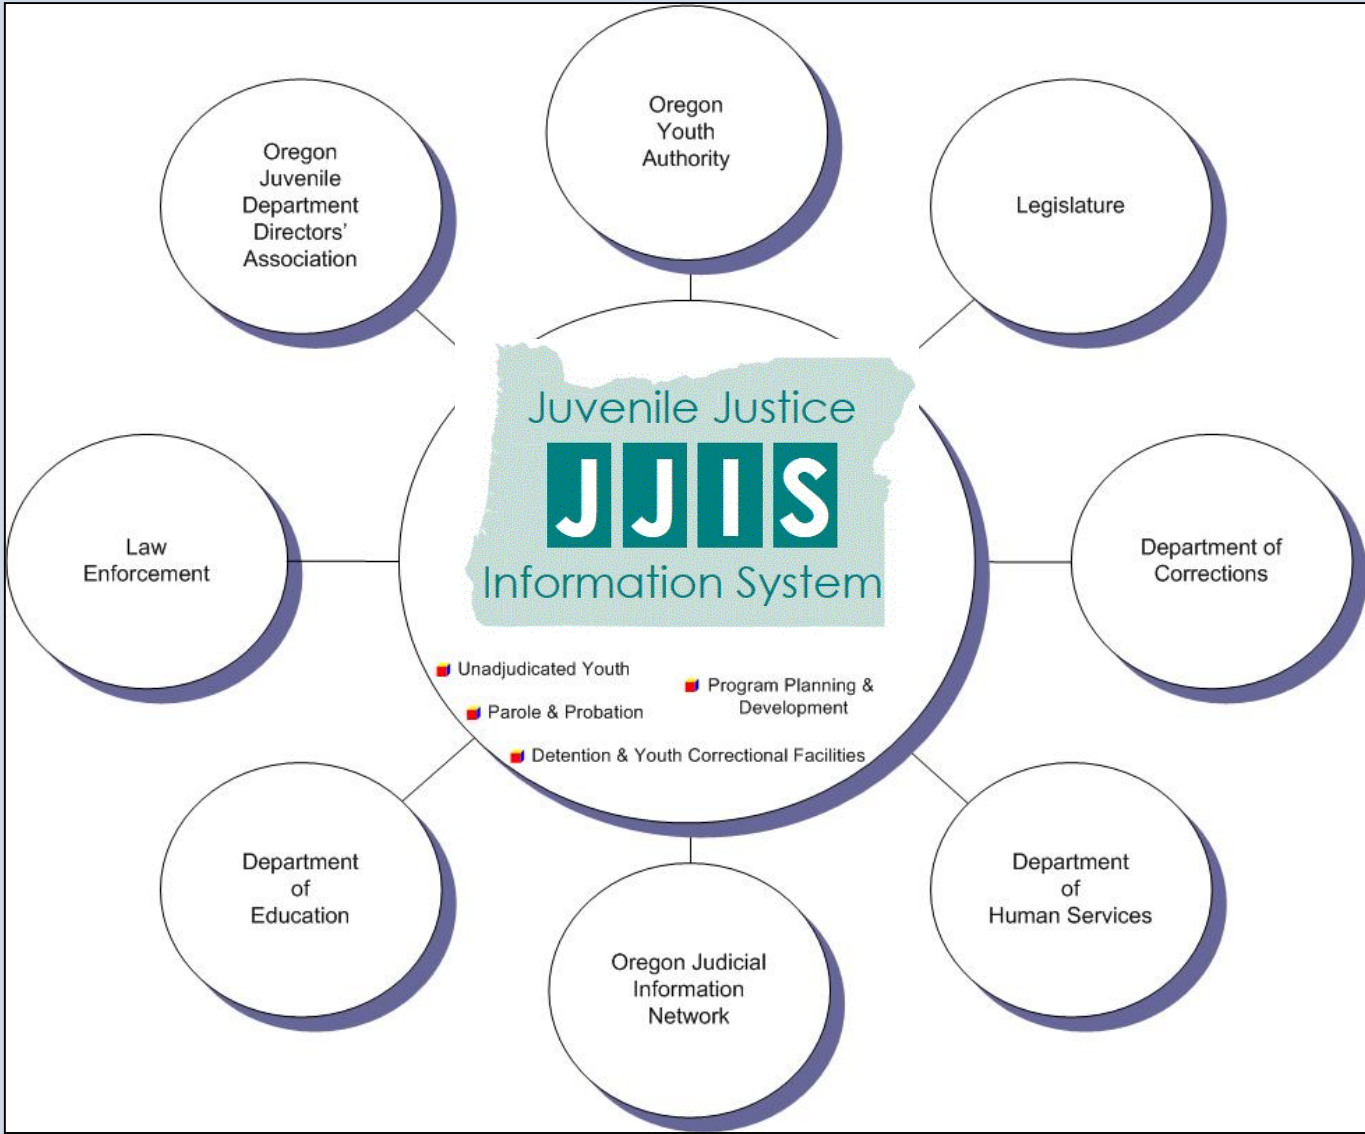 Oregon
Youth
Authority
Oregon
Juvenile
Department
Directors’
Association
Legislature
Juvenile Justice
JJIS
Information System
Law
Enforcement
Department of
Corrections
Unadjudicated Youth
Program Planning &
Development
Parole & Probation
Detention & Youth Correctional Facilities
Department
of
Education
Department
of
Human Services
Oregon Judicial
Information
Network